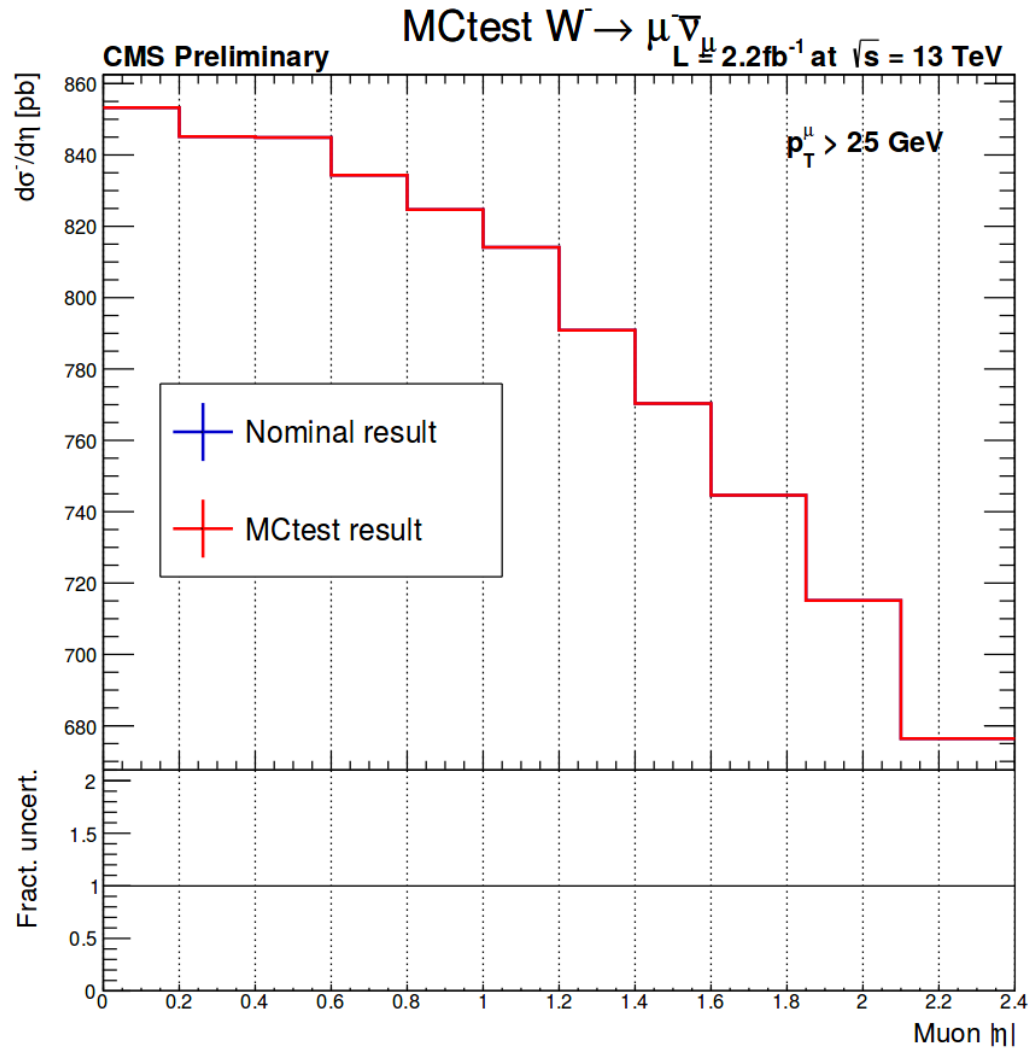 MCtest W⁻ → μ⁻ν̅_μ
CMS Preliminary
L = 2.2fb⁻¹ at √s = 13 TeV
dσ⁻/dη [pb]
p_T^μ > 25 GeV
860
840
820
800
780
760
740
720
700
680
Nominal result
MCtest result
Fract. uncert.
2
1.5
1
0.5
0
0 0.2 0.4 0.6 0.8 1 1.2 1.4 1.6 1.8 2 2.2 2.4
Muon |η|